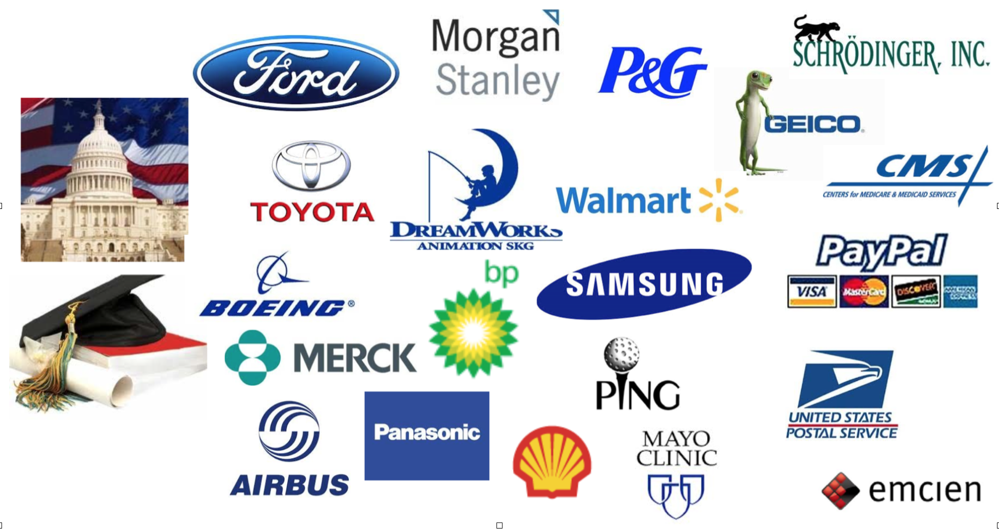 Ford
Morgan
Stanley
P&G
SCHRÖDINGER, INC.
GEICO®
TOYOTA
DREAMWORKS
ANIMATION SKG
Walmart
CMS
CENTERS for MEDICARE & MEDICAID SERVICES
BOEING®
bp
SAMSUNG
PayPal
VISA
MasterCard
DISCOVER
AMERICAN
EXPRESS
MERCK
PING
UNITED STATES
POSTAL SERVICE
AIRBUS
Panasonic
MAYO
CLINIC
emcien